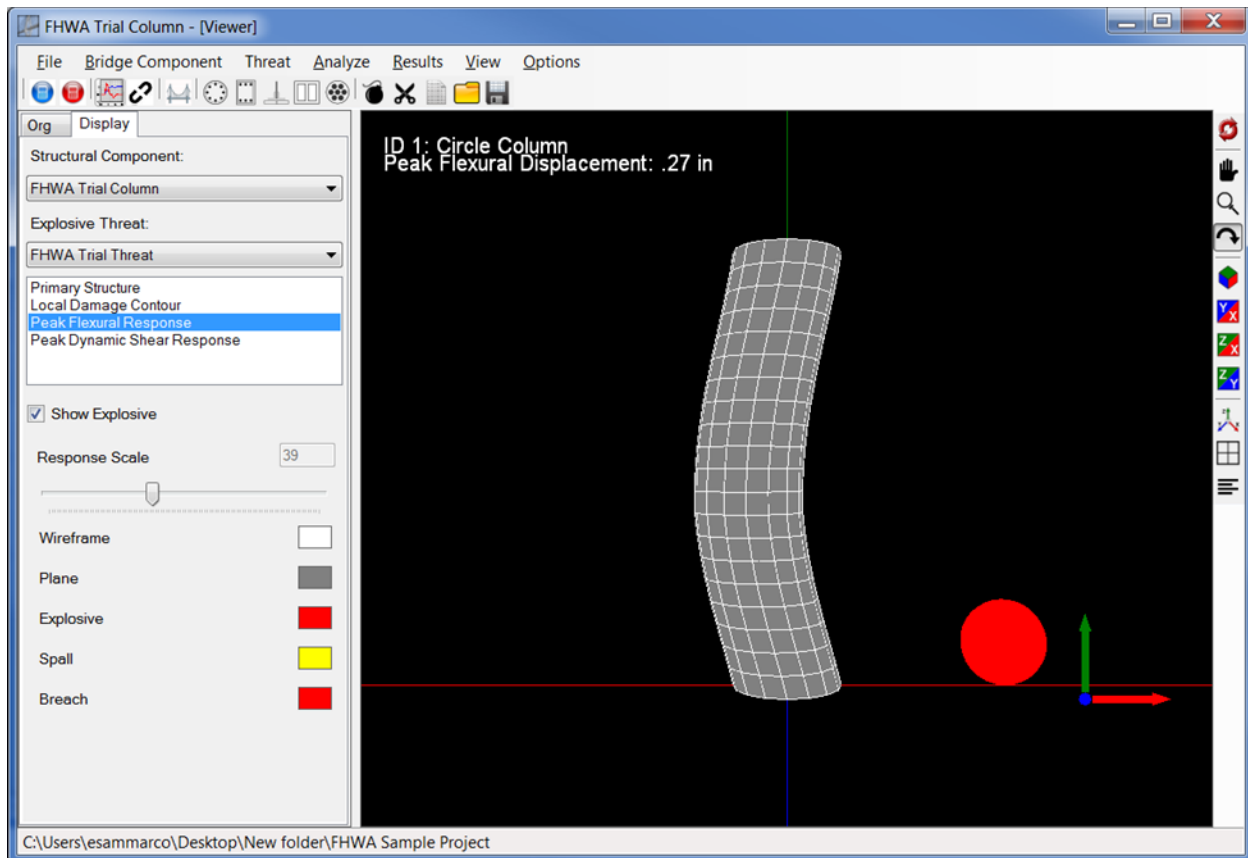 FHWA Trial Column - [Viewer]
File Bridge Component Threat Analyze Results View Options
Org Display
Structural Component:
FHWA Trial Column
Explosive Threat:
FHWA Trial Threat
Primary Structure
Local Damage Contour
Peak Flexural Response
Peak Dynamic Shear Response
Show Explosive
Response Scale 39
Wireframe
Plane
Explosive
Spall
Breach
ID 1: Circle Column
Peak Flexural Displacement: .27 in
Y X
Z X
Z Y
C:\Users\esammarco\Desktop\New folder\FHWA Sample Project